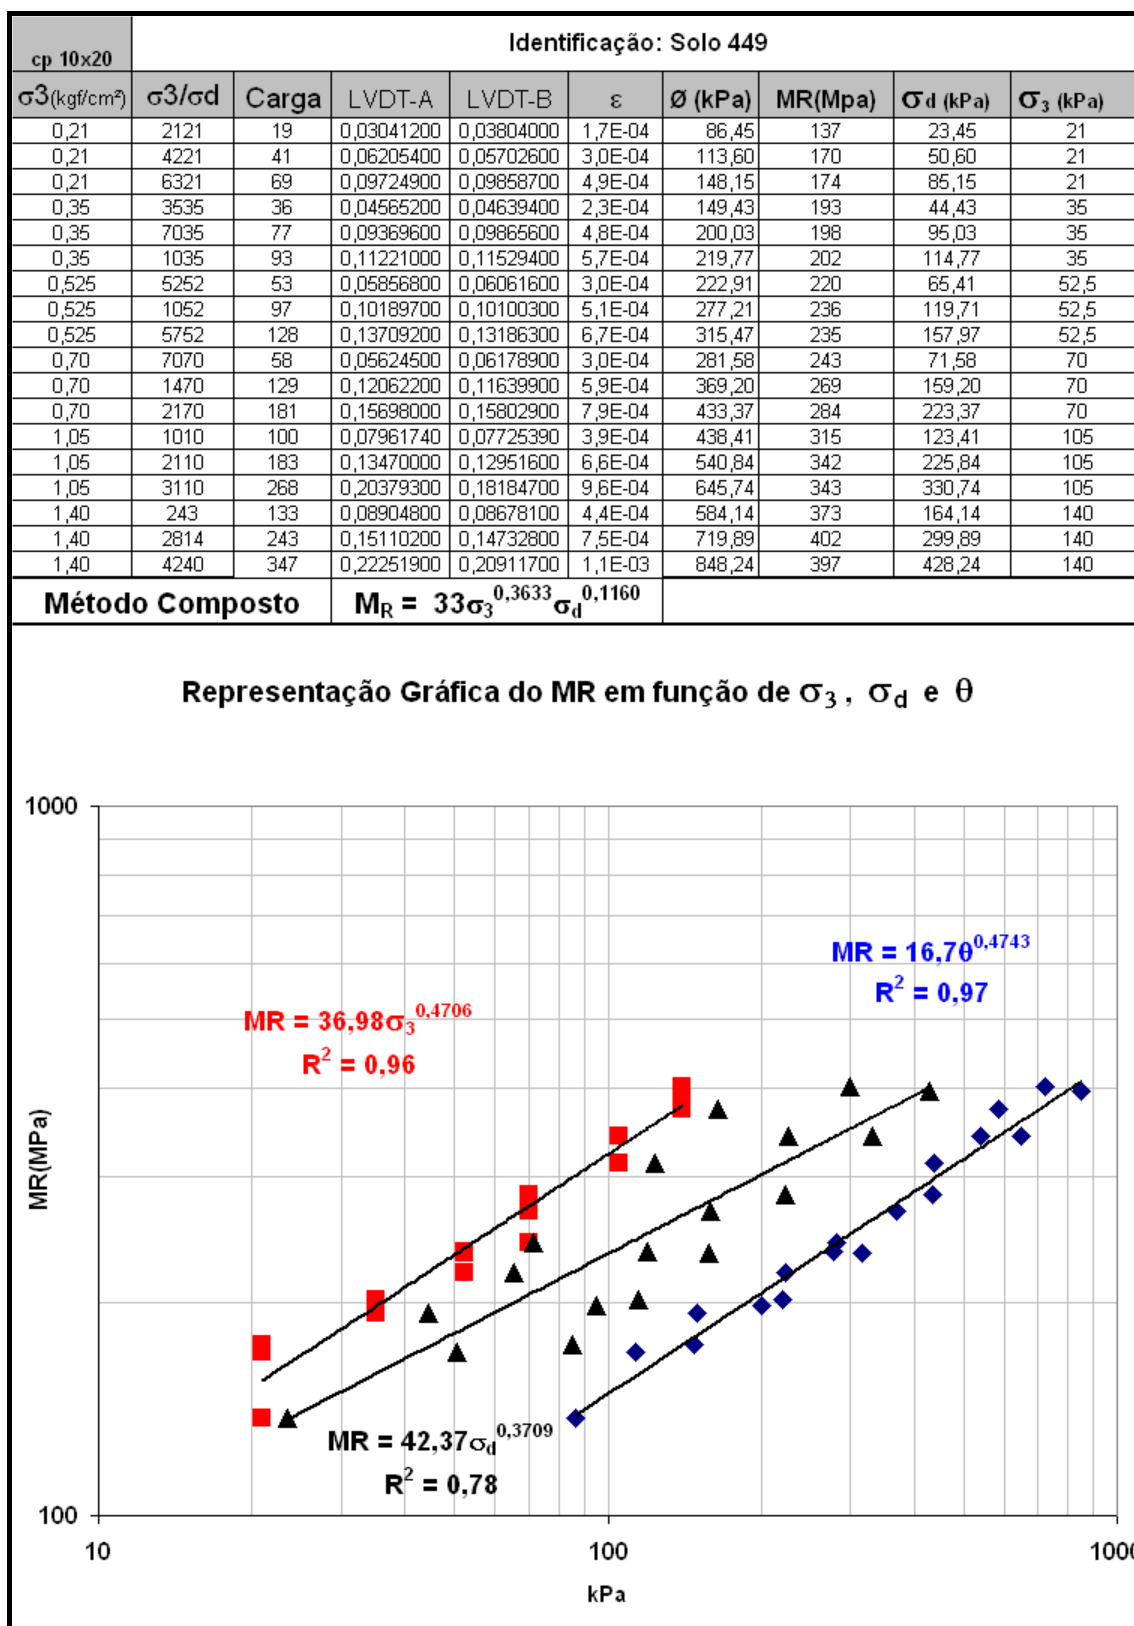 cp 10x20 Identificação: Solo 449
σ3(kgf/cm²) σ3/σd Carga LVDT-A LVDT-B ε Ø (kPa) MR(Mpa) σd (kPa) σ3 (kPa)
0,21 2121 19 0,03041200 0,03804000 1,7E-04 86,45 137 23,45 21
0,21 4221 41 0,06205400 0,05702600 3,0E-04 113,60 170 50,60 21
0,21 6321 69 0,09724900 0,09858700 4,9E-04 148,15 174 85,15 21
0,35 3535 36 0,04565200 0,04639400 2,3E-04 149,43 193 44,43 35
0,35 7035 77 0,09369600 0,09865600 4,8E-04 200,03 198 95,03 35
0,35 1035 93 0,11221000 0,11529400 5,7E-04 219,77 202 114,77 35
0,525 5252 53 0,05856800 0,06061600 3,0E-04 222,91 220 65,41 52,5
0,525 1052 97 0,10189700 0,10100300 5,1E-04 277,21 236 119,71 52,5
0,525 5752 128 0,13709200 0,13186300 6,7E-04 315,47 235 157,97 52,5
0,70 7070 58 0,05624500 0,06178900 3,0E-04 281,58 243 71,58 70
0,70 1470 129 0,12062200 0,11639900 5,9E-04 369,20 269 159,20 70
0,70 2170 181 0,15698000 0,15802900 7,9E-04 433,37 284 223,37 70
1,05 1010 100 0,07961740 0,07725390 3,9E-04 438,41 315 123,41 105
1,05 2110 183 0,13470000 0,12951600 6,6E-04 540,84 342 225,84 105
1,05 3110 268 0,20379300 0,18184700 9,6E-04 645,74 343 330,74 105
1,40 243 133 0,08904800 0,08678100 4,4E-04 584,14 373 164,14 140
1,40 2814 243 0,15110200 0,14732800 7,5E-04 719,89 402 299,89 140
1,40 4240 347 0,22251900 0,20911700 1,1E-03 848,24 397 428,24 140
Método Composto M_R = 33σ_3^0,3633 σ_d^0,1160
Representação Gráfica do MR em função de σ_3 , σ_d e θ
1000
MR = 16,7θ^0,4743
R² = 0,97
MR = 36,98σ_3^0,4706
R² = 0,96
MR(MPa)
MR = 42,37σ_d^0,3709
R² = 0,78
100
10 100 1000
kPa